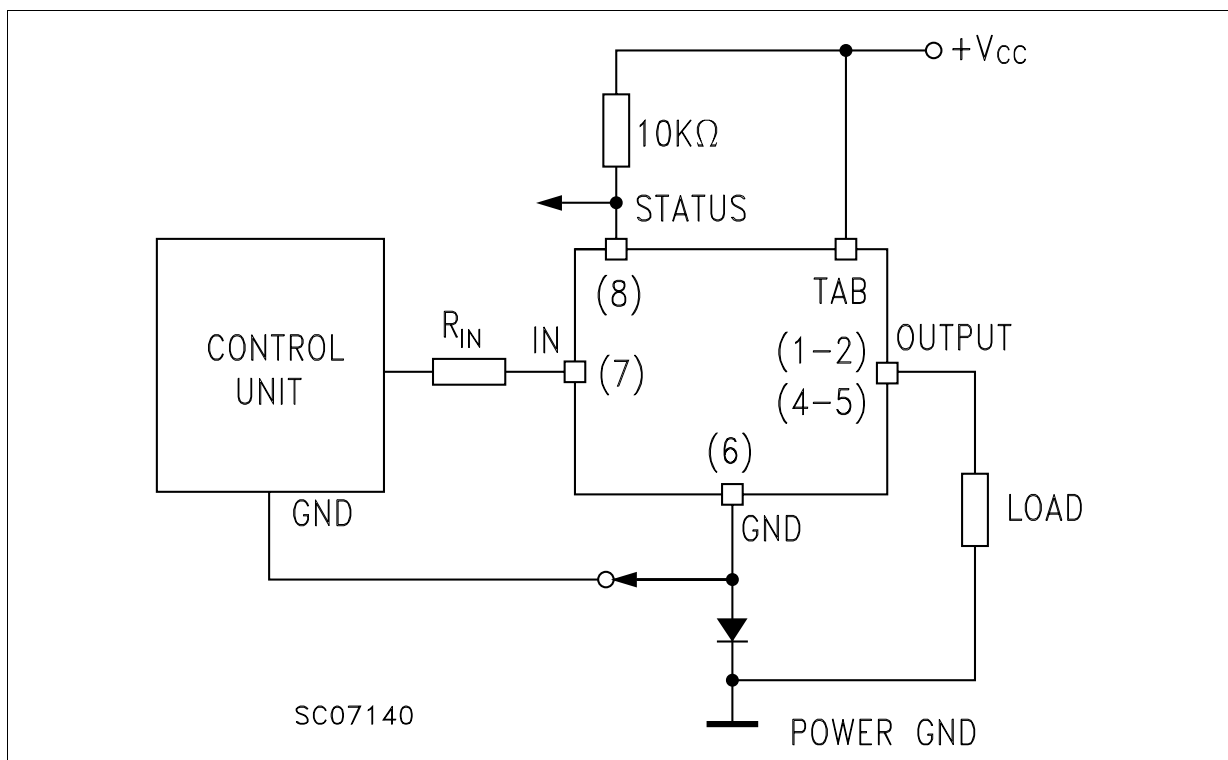 +VCC
10KΩ
STATUS
(8)
TAB
RIN
IN
(7)
OUTPUT
(1-2)
(4-5)
CONTROL
UNIT
(6)
GND
GND
LOAD
SC07140
POWER GND